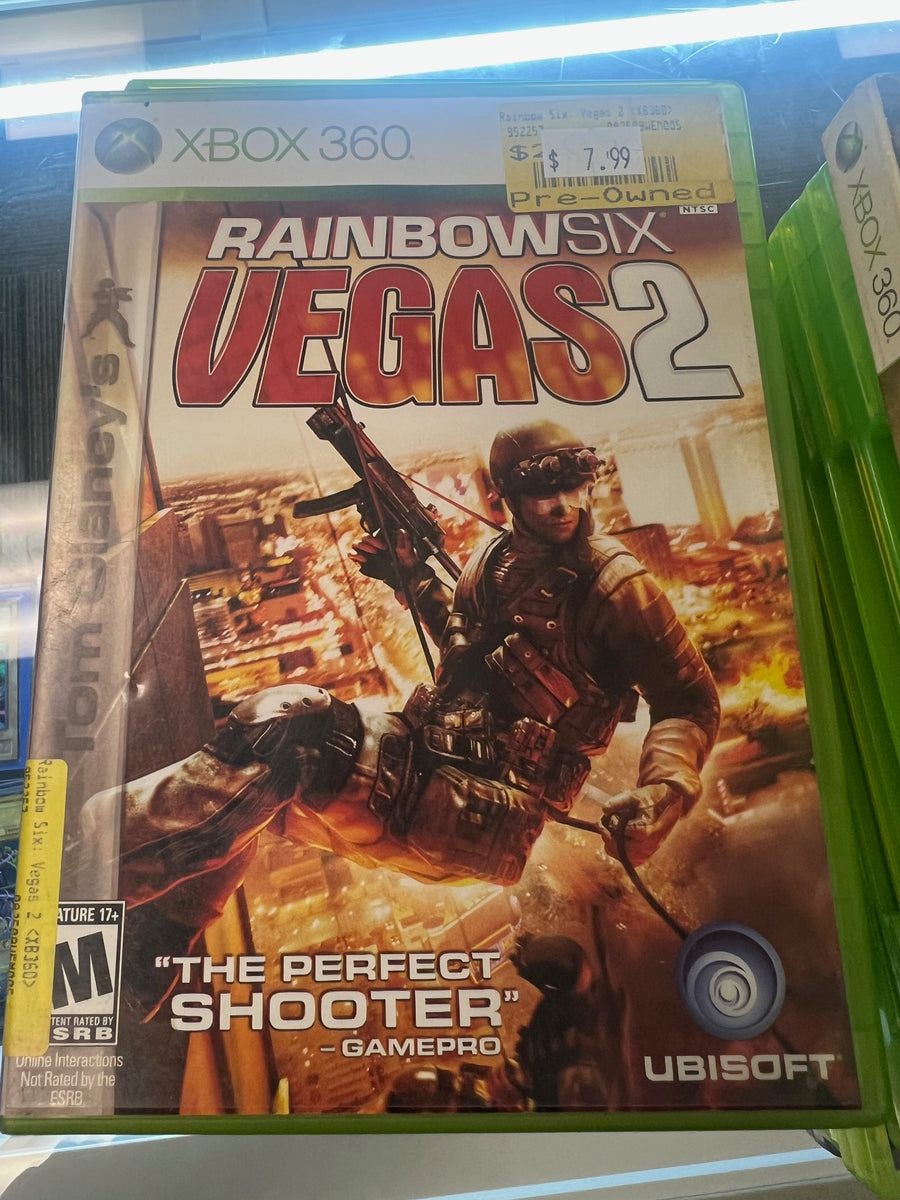 XBOX 360
Rainbow Six: Vegas 2 <XB360>
$ 7.99
Pre-Owned
NTSC
RAINBOWSIX
VEGAS2
Tom Clancy's
Rainbow Six: Vegas 2 <XB360>
ATURE 17+
M
TENT RATED BY
ESRB
Online Interactions
Not Rated by the
ESRB
"THE PERFECT
SHOOTER"
–GAMEPRO
UBISOFT
XBOX 360